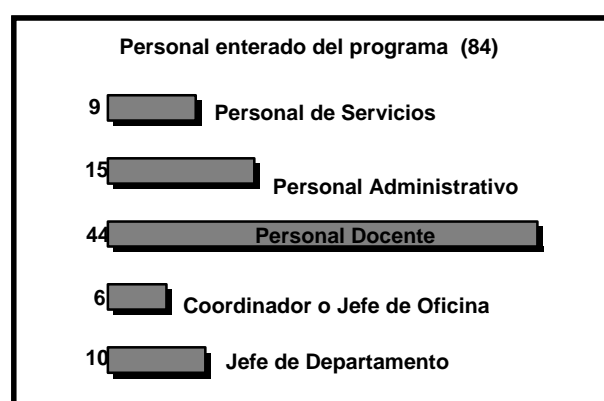 Personal enterado del programa (84)
9 Personal de Servicios
15 Personal Administrativo
44 Personal Docente
6 Coordinador o Jefe de Oficina
10 Jefe de Departamento